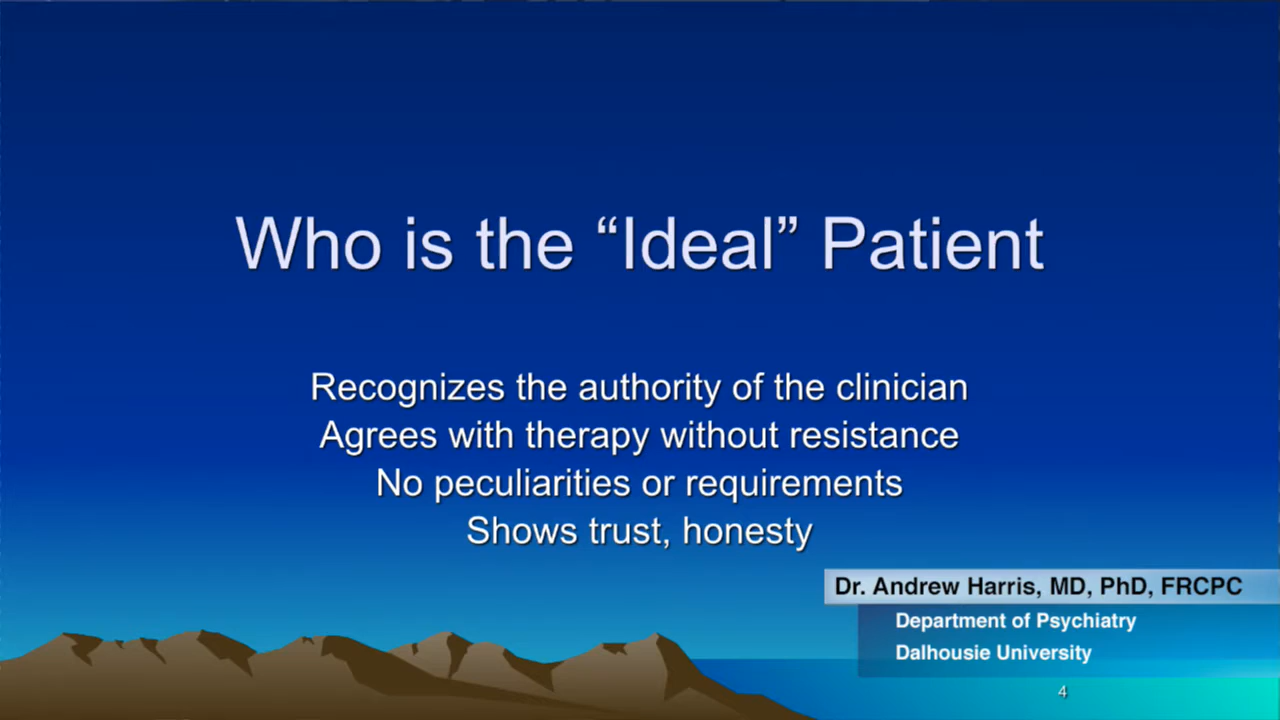 Who is the “Ideal” Patient
Recognizes the authority of the clinician
Agrees with therapy without resistance
No peculiarities or requirements
Shows trust, honesty
Dr. Andrew Harris, MD, PhD, FRCPC
Department of Psychiatry
Dalhousie University
4